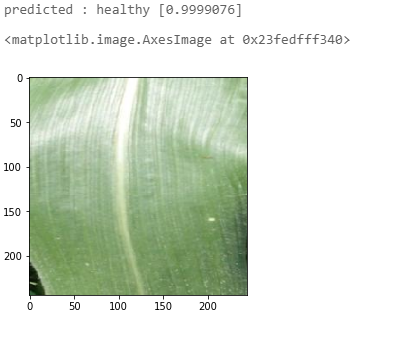 predicted : healthy [0.9999076]
<matplotlib.image.AxesImage at 0x23fedfff340>
0
50
100
150
200
0 50 100 150 200